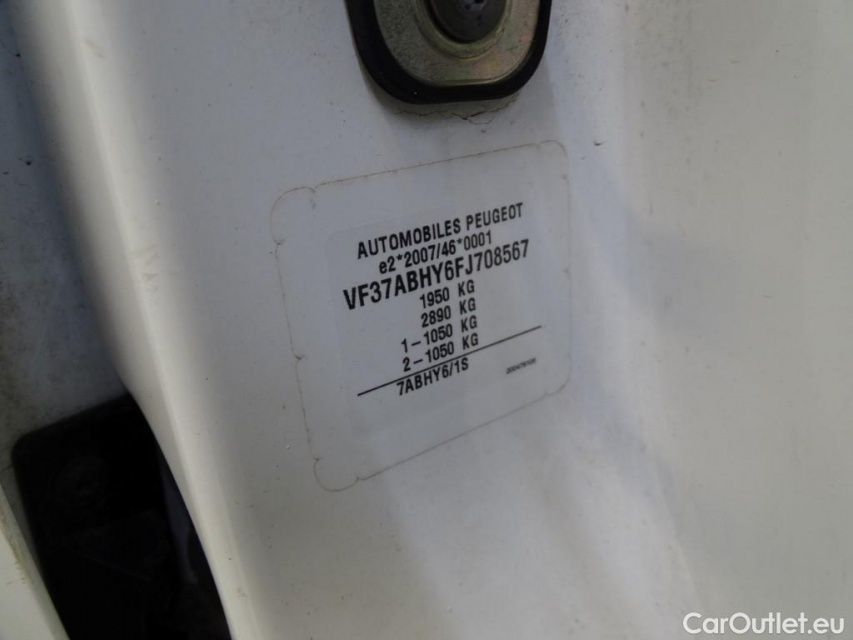 AUTOMOBILES PEUGEOT
e2*2007/46*0001
VF37ABHY6FJ708567
1950 KG
2890 KG
1-1050 KG
2-1050 KG
7ABHY6/1S
CarOutlet.eu